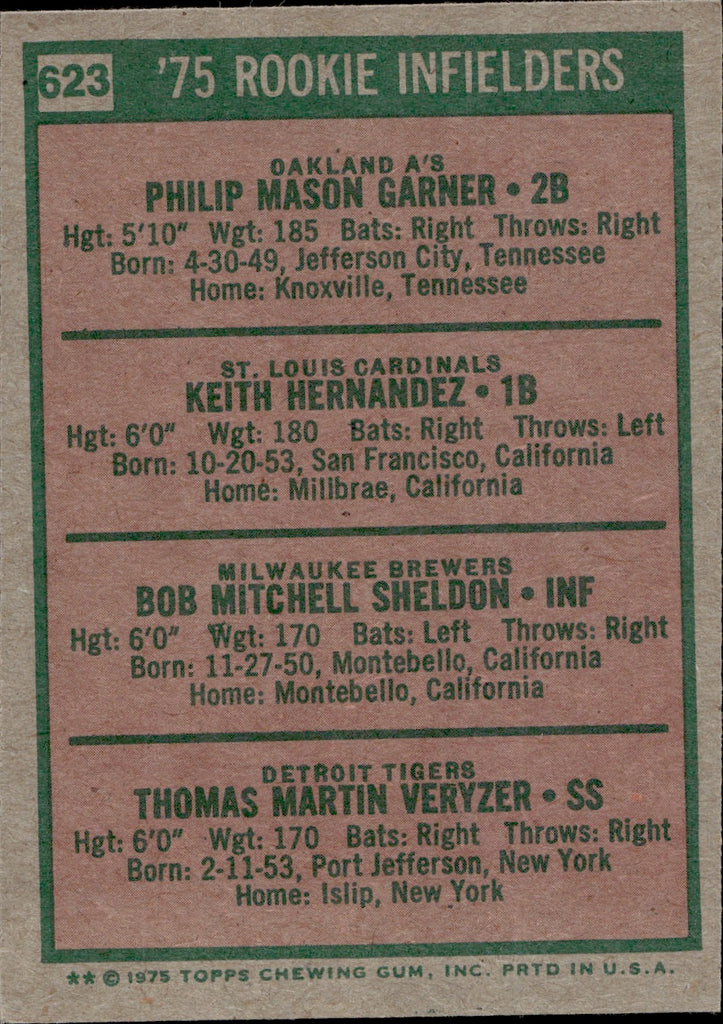 623
'75 ROOKIE INFIELDERS
OAKLAND A'S
PHILIP MASON GARNER • 2B
Hgt: 5'10" Wgt: 185 Bats: Right Throws: Right
Born: 4-30-49, Jefferson City, Tennessee
Home: Knoxville, Tennessee
ST. LOUIS CARDINALS
KEITH HERNANDEZ • 1B
Hgt: 6'0" Wgt: 180 Bats: Right Throws: Left
Born: 10-20-53, San Francisco, California
Home: Millbrae, California
MILWAUKEE BREWERS
BOB MITCHELL SHELDON • INF
Hgt: 6'0" Wgt: 170 Bats: Left Throws: Right
Born: 11-27-50, Montebello, California
Home: Montebello, California
DETROIT TIGERS
THOMAS MARTIN VERYZER • SS
Hgt: 6'0" Wgt: 170 Bats: Right Throws: Right
Born: 2-11-53, Port Jefferson, New York
Home: Islip, New York
** © 1975 TOPPS CHEWING GUM, INC. PRTD IN U.S.A.